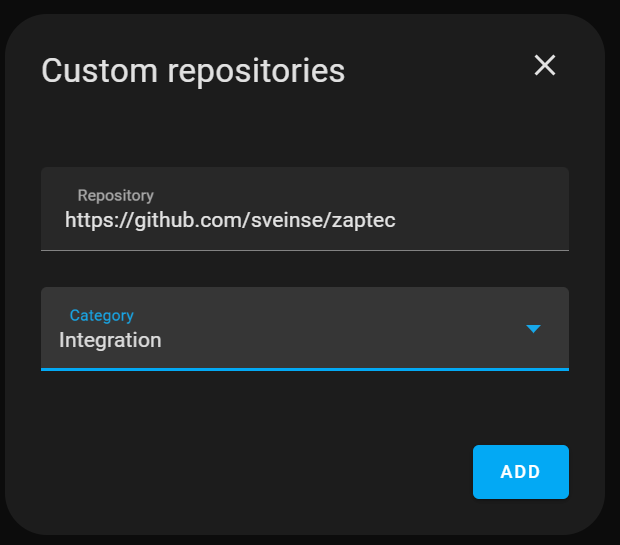 Custom repositories
Repository
https://github.com/sveinse/zaptec
Category
Integration
ADD